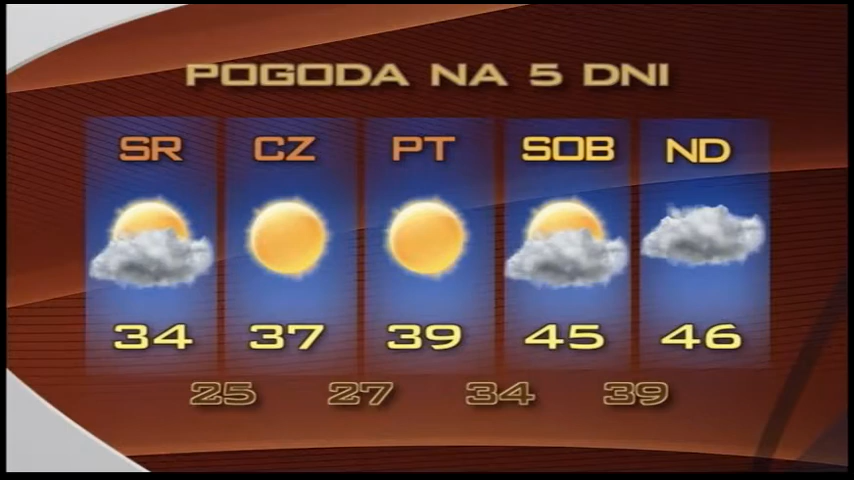 POGODA NA 5 DNI
SR CZ PT SOB ND
34 37 39 45 46
25 27 34 39